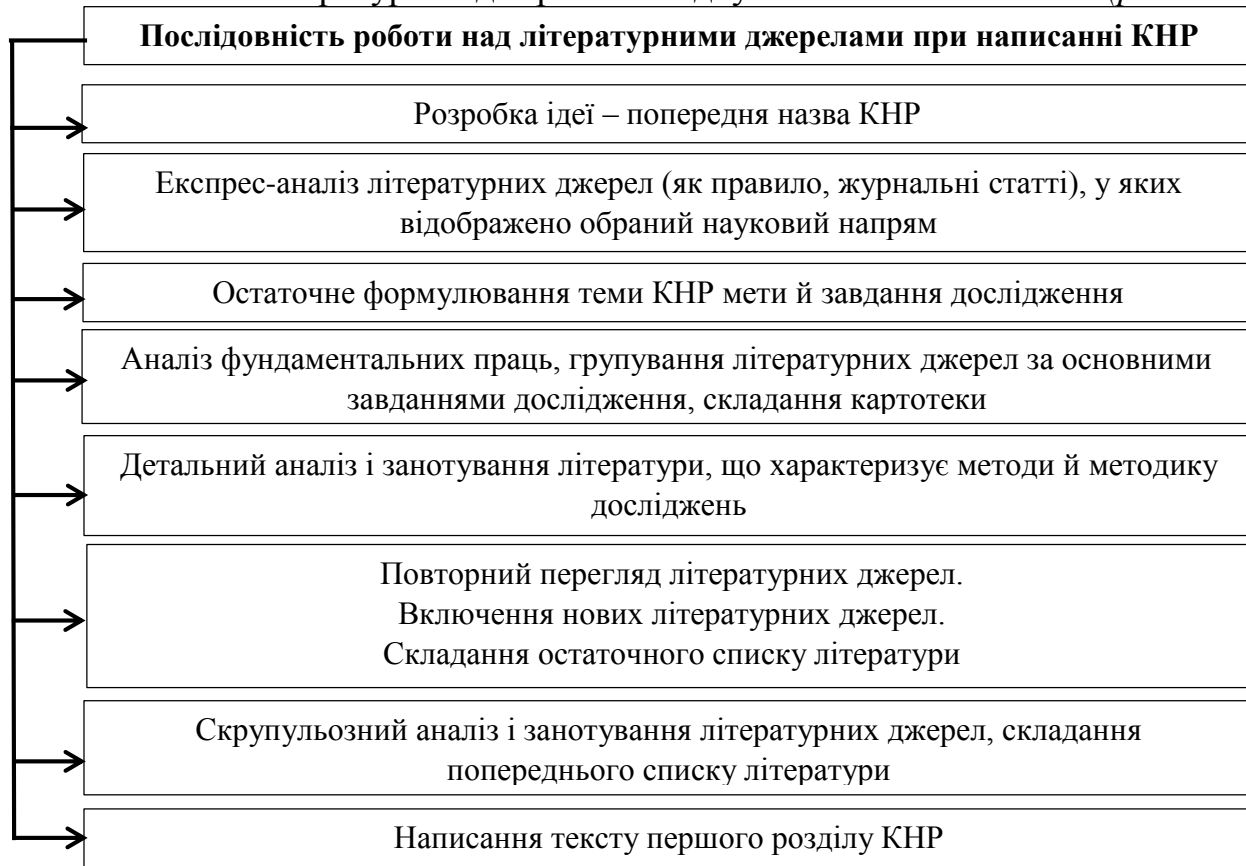 Послідовність роботи над літературними джерелами при написанні КНР
Розробка ідеї – попередня назва КНР
Експрес-аналіз літературних джерел (як правило, журнальні статті), у яких
відображено обраний науковий напрям
Остаточне формулювання теми КНР мети й завдання дослідження
Аналіз фундаментальних праць, групування літературних джерел за основними
завданнями дослідження, складання картотеки
Детальний аналіз і занотування літератури, що характеризує методи й методику
досліджень
Повторний перегляд літературних джерел.
Включення нових літературних джерел.
Складання остаточного списку літератури
Скрупульозний аналіз і занотування літературних джерел, складання
попереднього списку літератури
Написання тексту першого розділу КНР